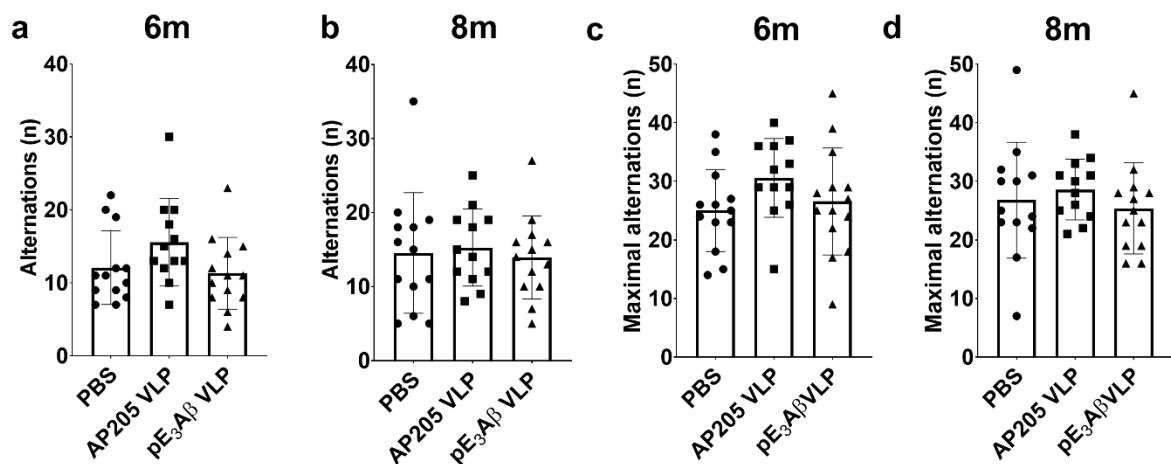 a
6m
b
8m
c
6m
d
8m
Alternations (n)
40
30
20
10
0
PBS
AP205 VLP
pE₃Aβ VLP
Alternations (n)
40
30
20
10
0
PBS
AP205 VLP
pE₃Aβ VLP
Maximal alternations (n)
50
40
30
20
10
0
PBS
AP205 VLP
pE₃AβVLP
Maximal alternations (n)
50
40
30
20
10
0
PBS
AP205 VLP
pE₃Aβ VLP